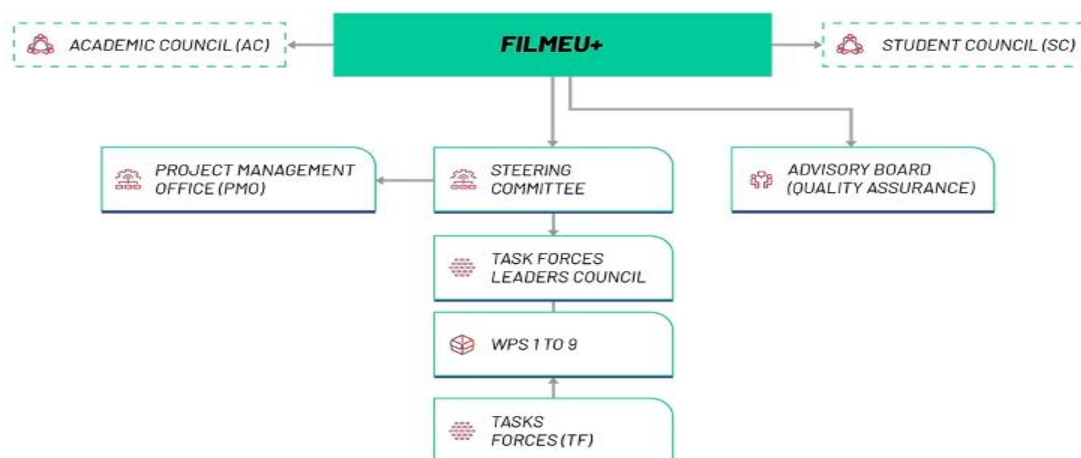 FILMEU+
ACADEMIC COUNCIL (AC)
STUDENT COUNCIL (SC)
PROJECT MANAGEMENT
OFFICE (PMO)
STEERING
COMMITTEE
ADVISORY BOARD
(QUALITY ASSURANCE)
TASK FORCES
LEADERS COUNCIL
WPS 1 TO 9
TASKS
FORCES (TF)